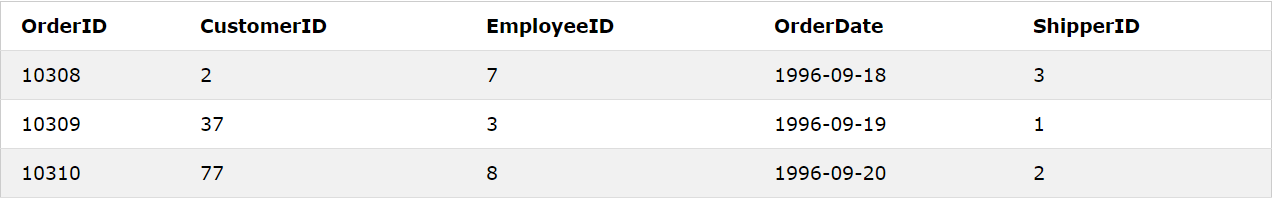 OrderID CustomerID EmployeeID OrderDate ShipperID
10308 2 7 1996-09-18 3
10309 37 3 1996-09-19 1
10310 77 8 1996-09-20 2